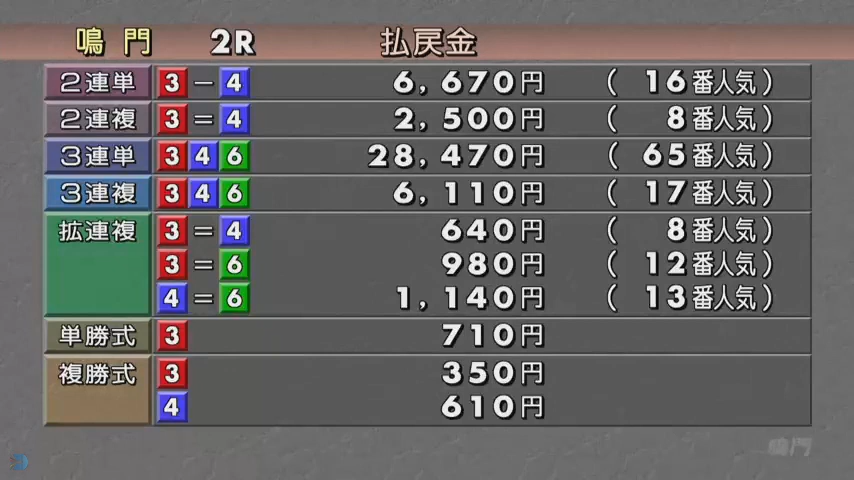 鳴門 2R 払戻金
2連単 3 － 4 6,670円 （ 16番人気）
2連複 3 ＝ 4 2,500円 （ 8番人気）
3連単 3 4 6 28,470円 （ 65番人気）
3連複 3 4 6 6,110円 （ 17番人気）
拡連複 3 ＝ 4 640円 （ 8番人気）
3 ＝ 6 980円 （ 12番人気）
4 ＝ 6 1,140円 （ 13番人気）
単勝式 3 710円
複勝式 3 350円
4 610円
鳴門